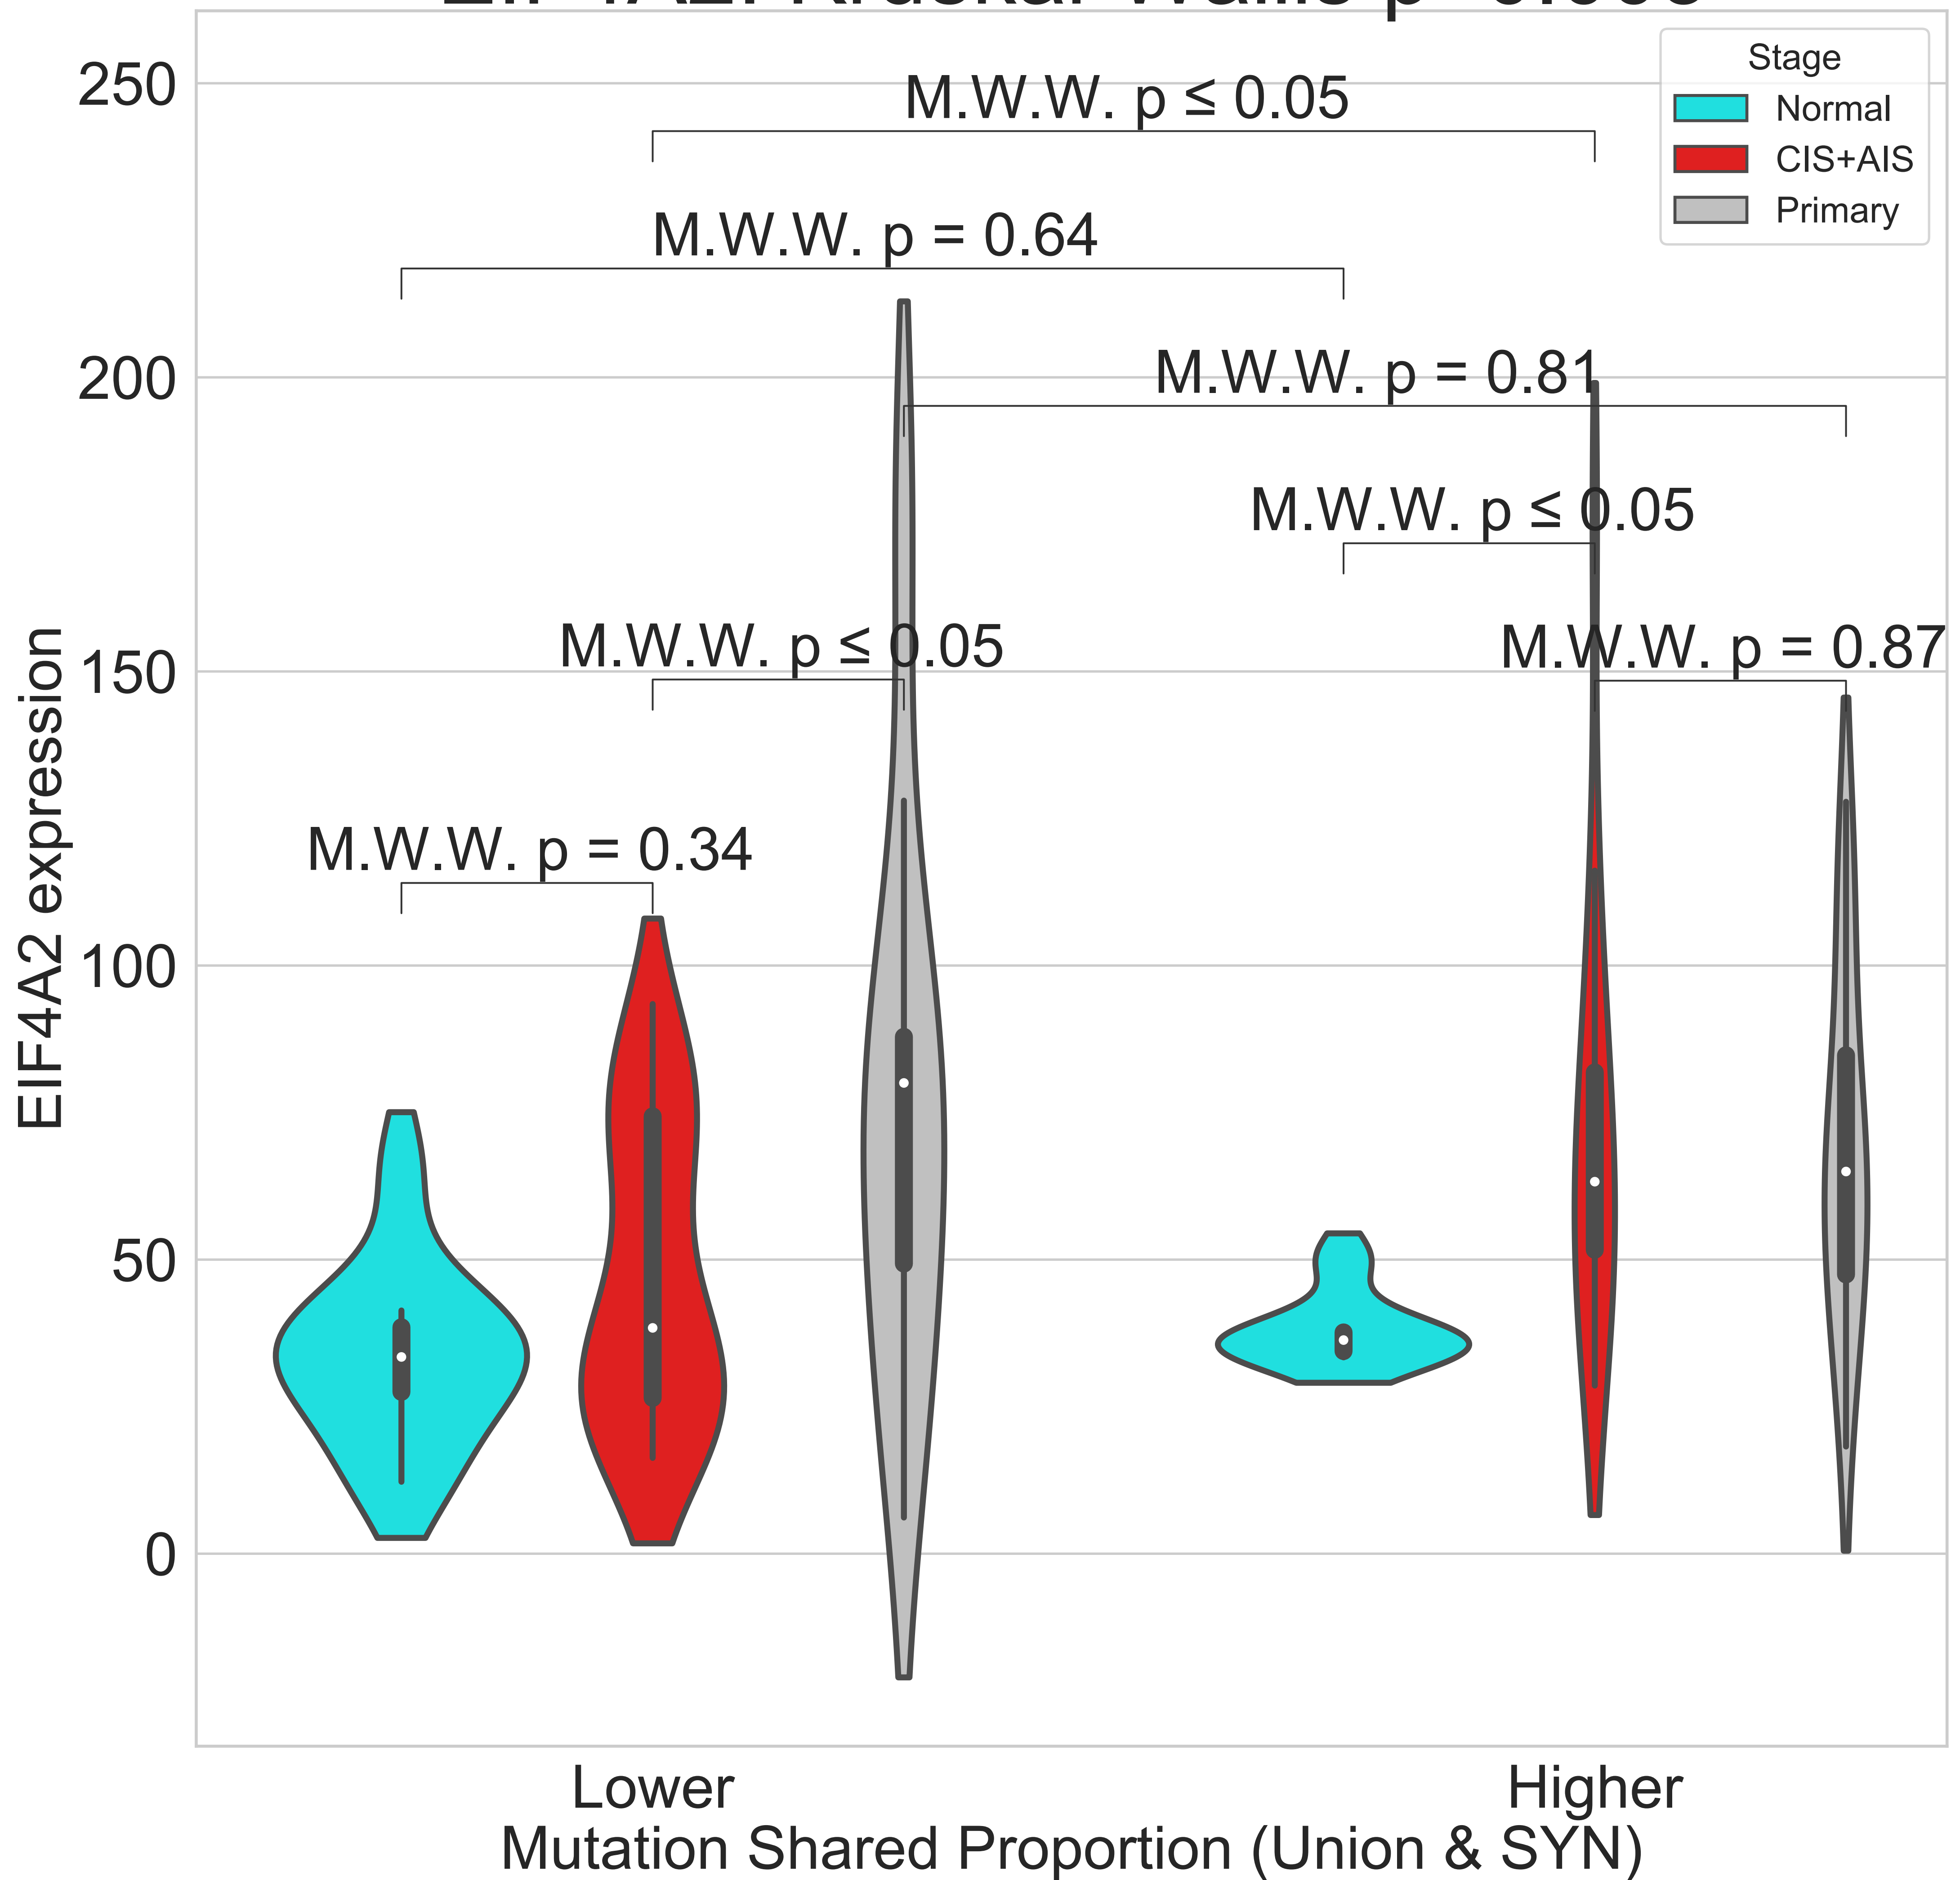 250
200
150
100
50
0
EIF4A2 expression
Stage
Normal
CIS+AIS
Primary
M.W.W. p ≤ 0.05
M.W.W. p = 0.64
M.W.W. p = 0.81
M.W.W. p ≤ 0.05
M.W.W. p ≤ 0.05
M.W.W. p = 0.87
M.W.W. p = 0.34
Lower
Higher
Mutation Shared Proportion (Union & SYN)